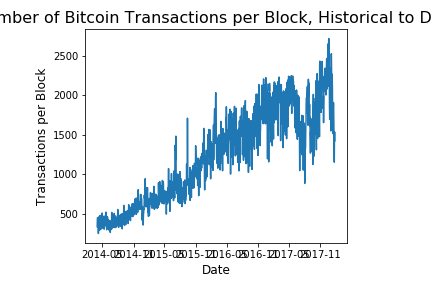 mber of Bitcoin Transactions per Block, Historical to D
Transactions per Block
2500
2000
1500
1000
500
2014-05 2014-11 2015-05 2015-11 2016-05 2016-11 2017-05 2017-11
Date